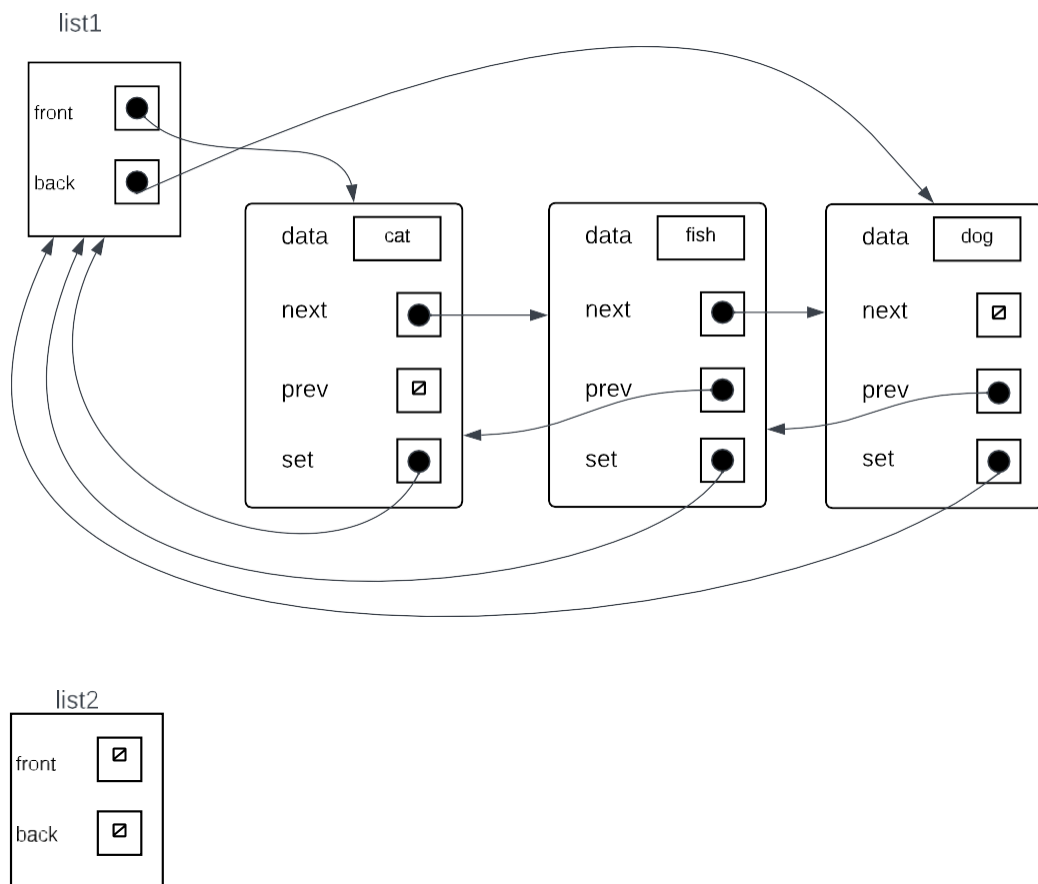 list1
front
back
data cat
next
prev
set
data fish
next
prev
set
data dog
next
prev
set
list2
front
back